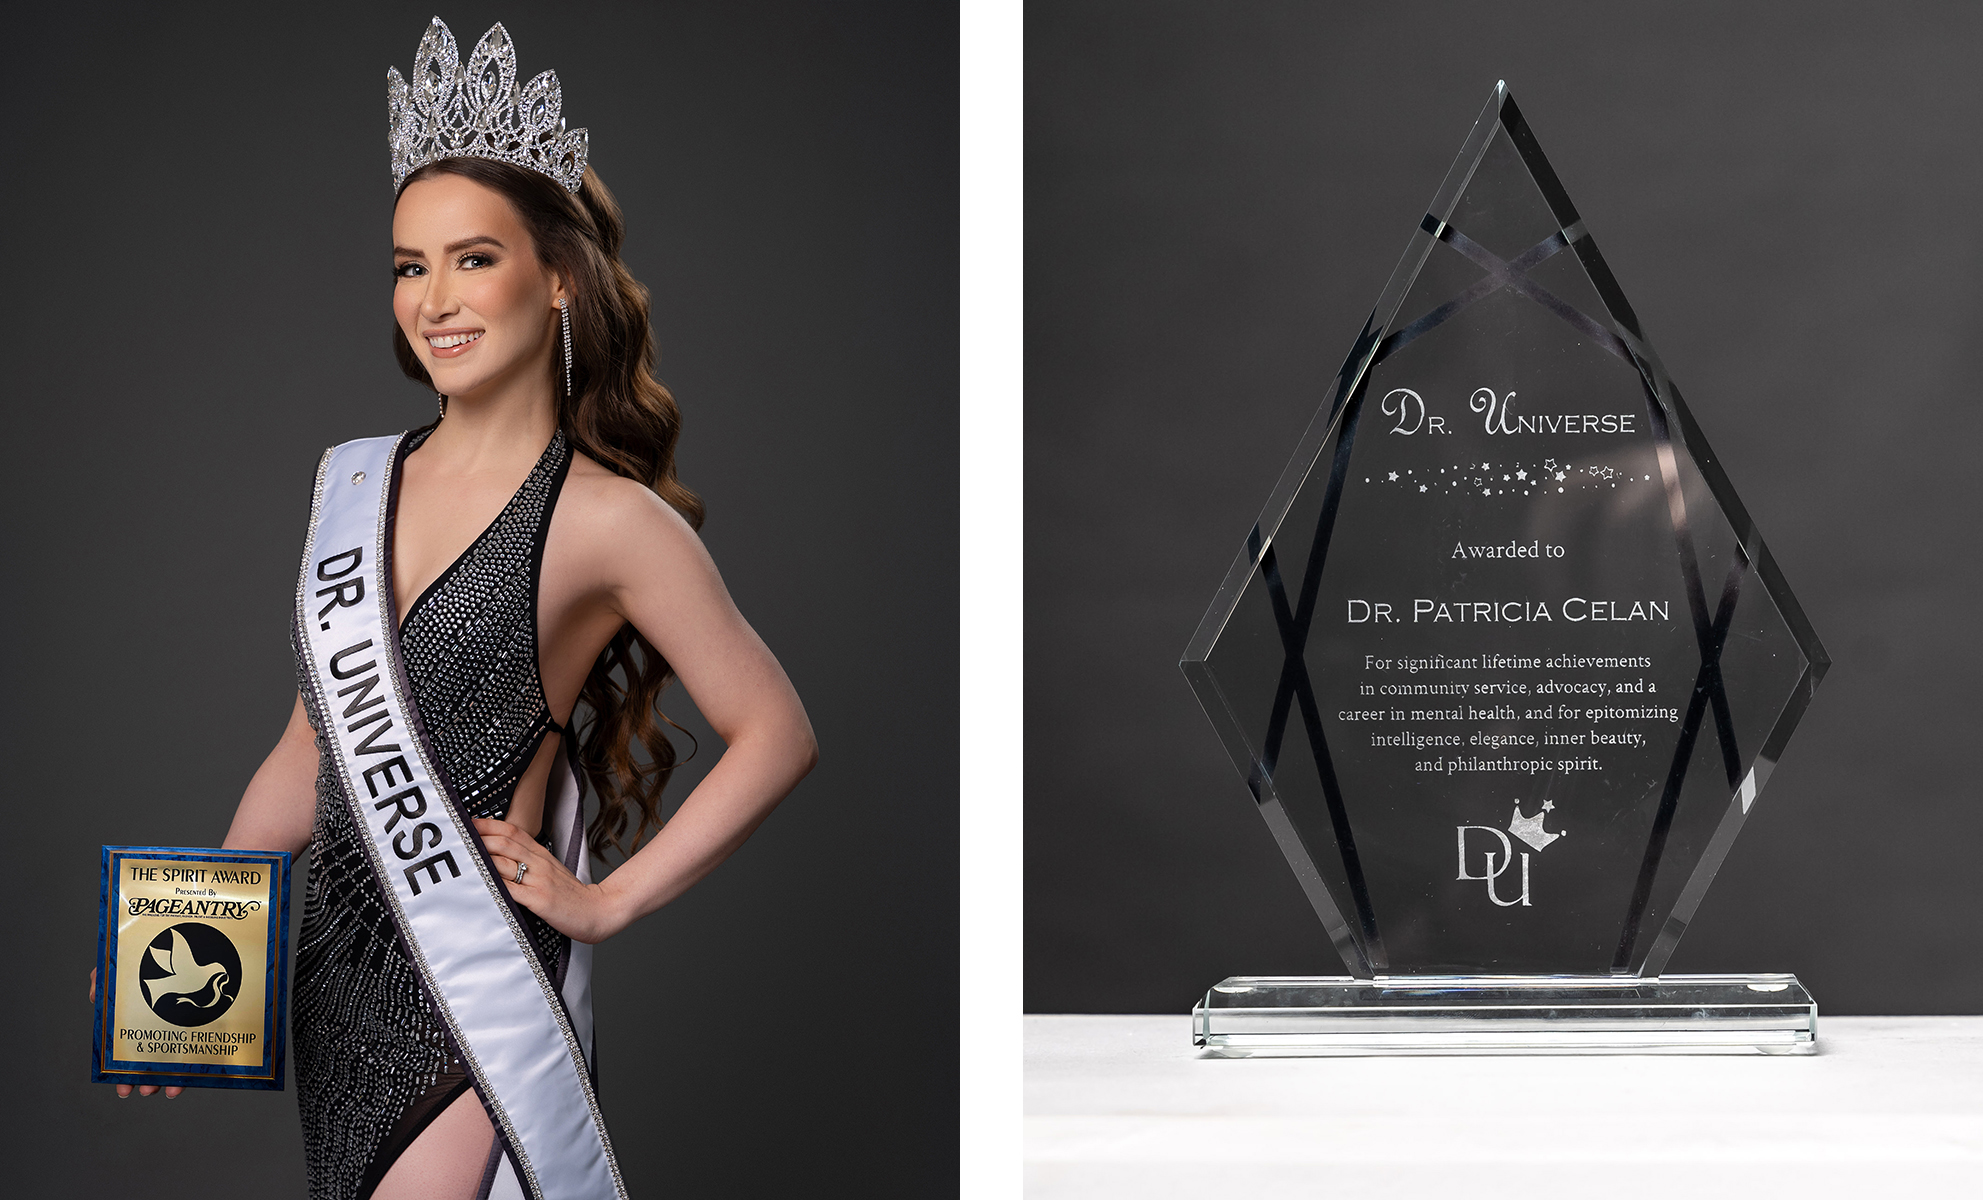 DR. UNIVERSE
THE SPIRIT AWARD
PRESENTED BY
PAGEANTRY
PROMOTING FRIENDSHIP
& SPORTSMANSHIP
DR. UNIVERSE
Awarded to
DR. PATRICIA CELAN
For significant lifetime achievements
in community service, advocacy, and a
career in mental health, and for epitomizing
intelligence, elegance, inner beauty,
and philanthropic spirit.
DU